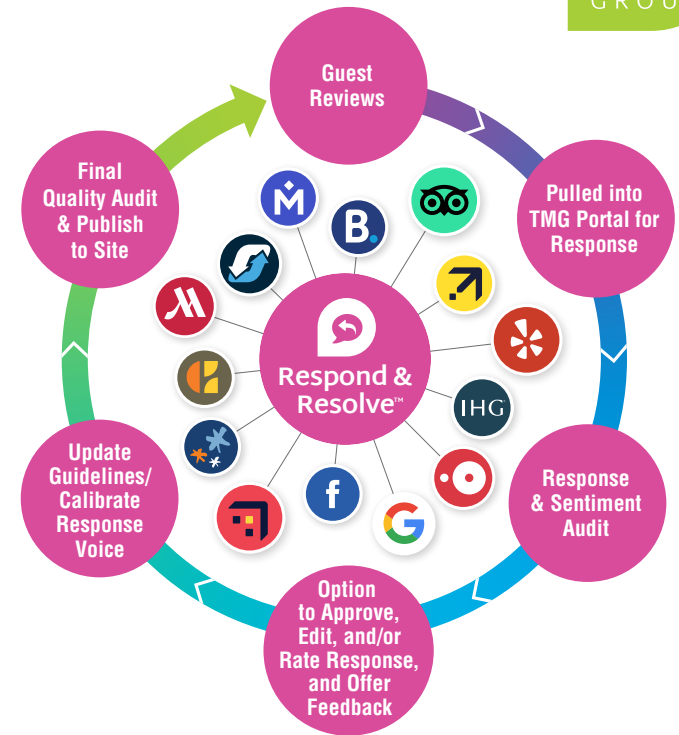 GROU
Guest
Reviews
Pulled into
TMG Portal for
Response
Response
& Sentiment
Audit
Option
to Approve,
Edit, and/or
Rate Response,
and Offer
Feedback
Update
Guidelines/
Calibrate
Response
Voice
Final
Quality Audit
& Publish
to Site
Respond &
Resolve™
M
B.
IHG
f
G